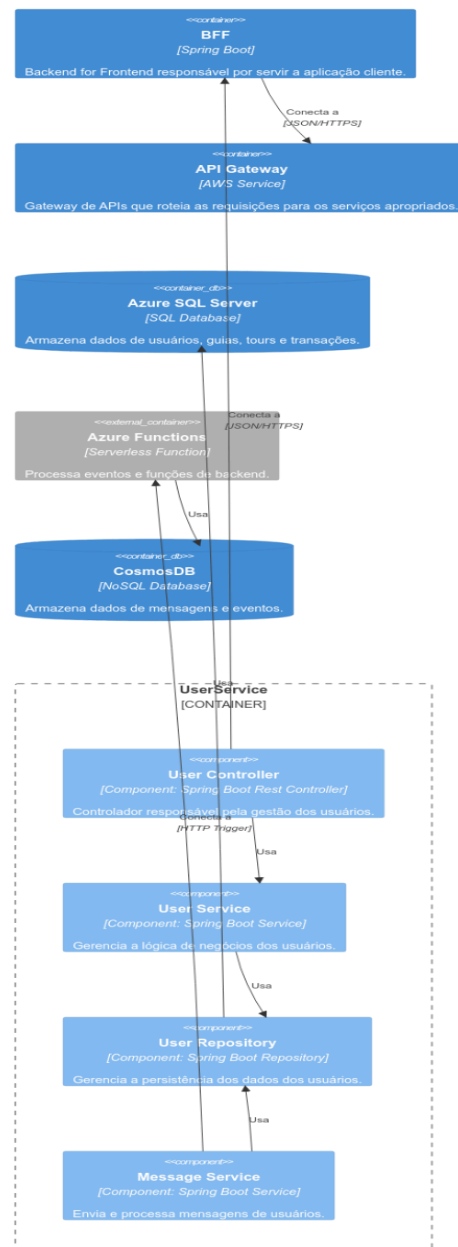 <<container>>
BFF
[Spring Boot]
Backend for Frontend responsável por servir a aplicação cliente.
Conecta a
[JSON/HTTPS]
<<container>>
API Gateway
[AWS Service]
Gateway de APIs que roteia as requisições para os serviços apropriados.
<<container_db>>
Azure SQL Server
[SQL Database]
Armazena dados de usuários, guias, tours e transações.
Conecta a
[JSON/HTTPS]
<<external_container>>
Azure Functions
[Serverless Function]
Processa eventos e funções de backend.
Usa
<<container_db>>
CosmosDB
[NoSQL Database]
Armazena dados de mensagens e eventos.
Usa
UserService
[CONTAINER]
<<component>>
User Controller
[Component: Spring Boot Rest Controller]
Controlador responsável pela gestão dos usuários.
Conecta a
[HTTP Trigger]
Usa
<<component>>
User Service
[Component: Spring Boot Service]
Gerencia a lógica de negócios dos usuários.
Usa
<<component>>
User Repository
[Component: Spring Boot Repository]
Gerencia a persistência dos dados dos usuários.
Usa
<<component>>
Message Service
[Component: Spring Boot Service]
Envia e processa mensagens de usuários.